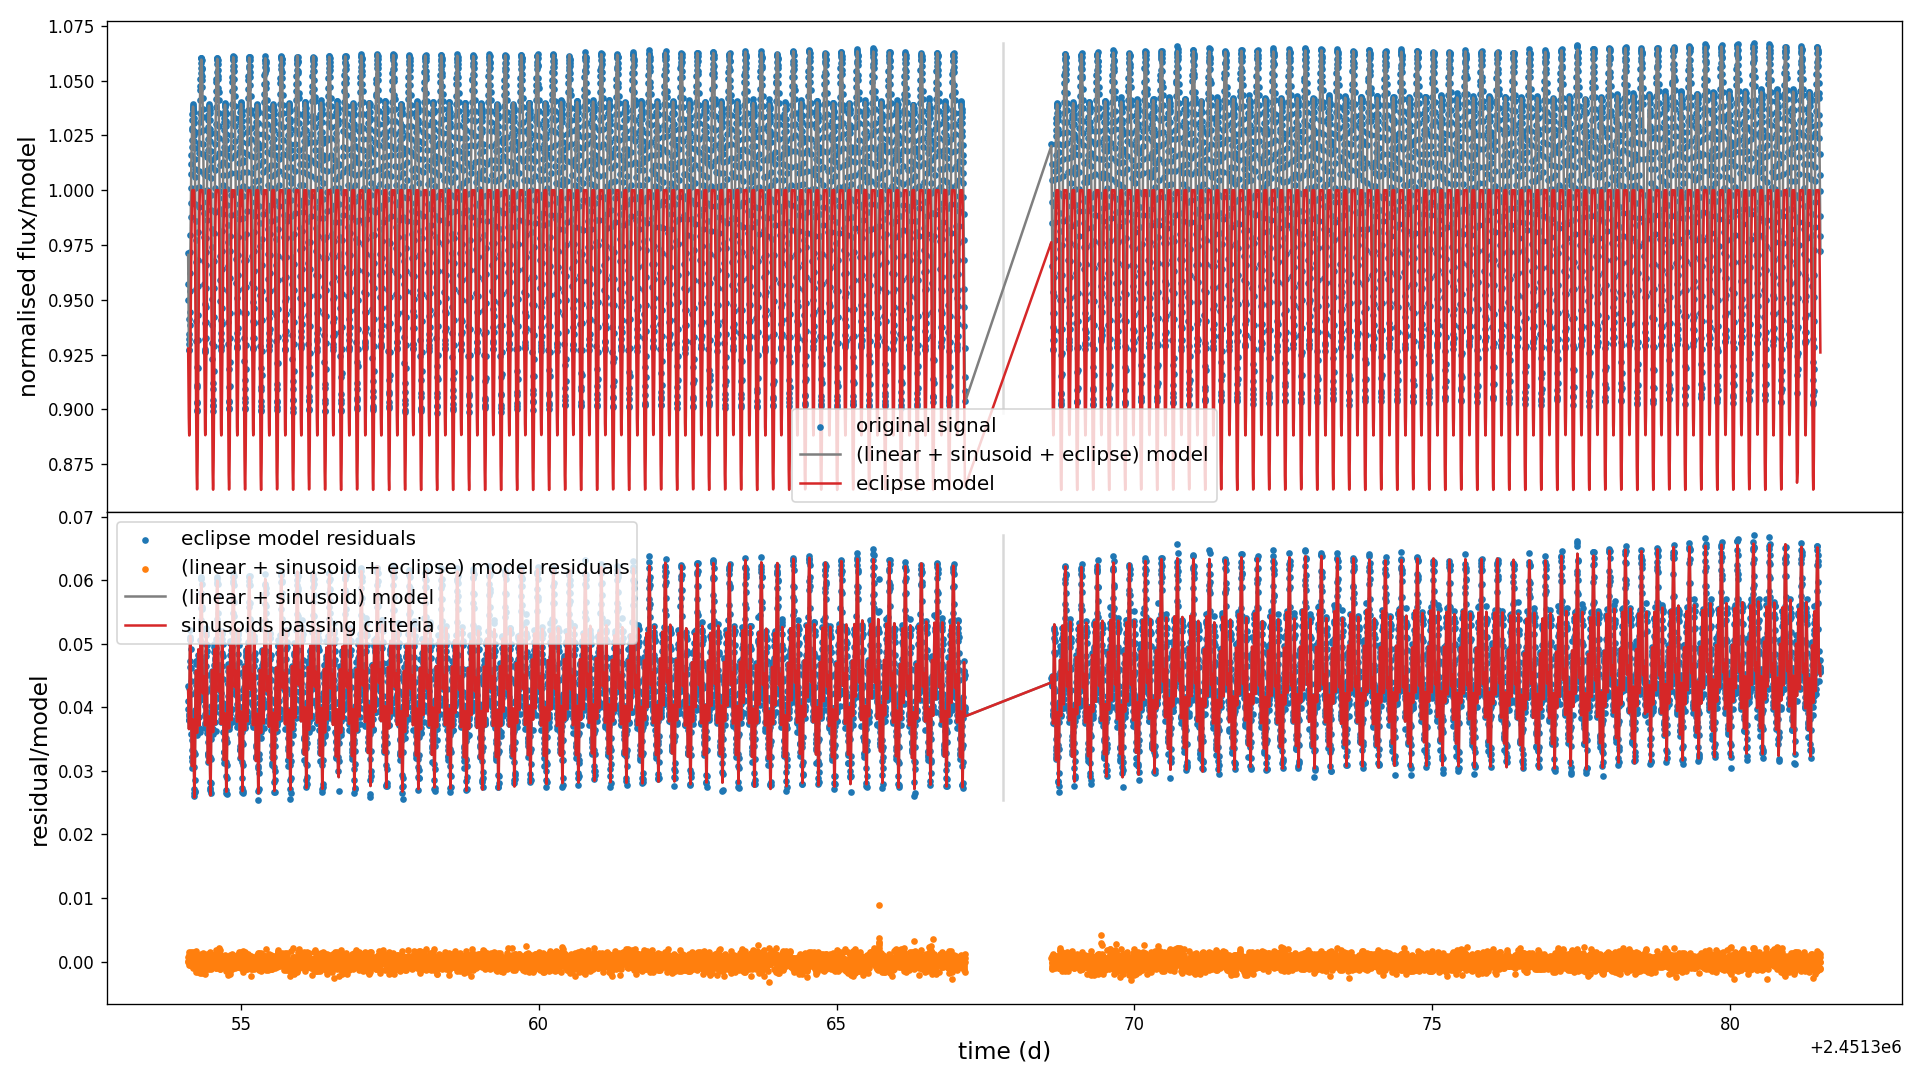 1.075
1.050
1.025
1.000
0.975
0.950
0.925
0.900
0.875
normalised flux/model
original signal
(linear + sinusoid + eclipse) model
eclipse model
0.07
0.06
0.05
0.04
0.03
0.02
0.01
0.00
residual/model
eclipse model residuals
(linear + sinusoid + eclipse) model residuals
(linear + sinusoid) model
sinusoids passing criteria
55
60
65
70
75
80
time (d)
+2.4513e6